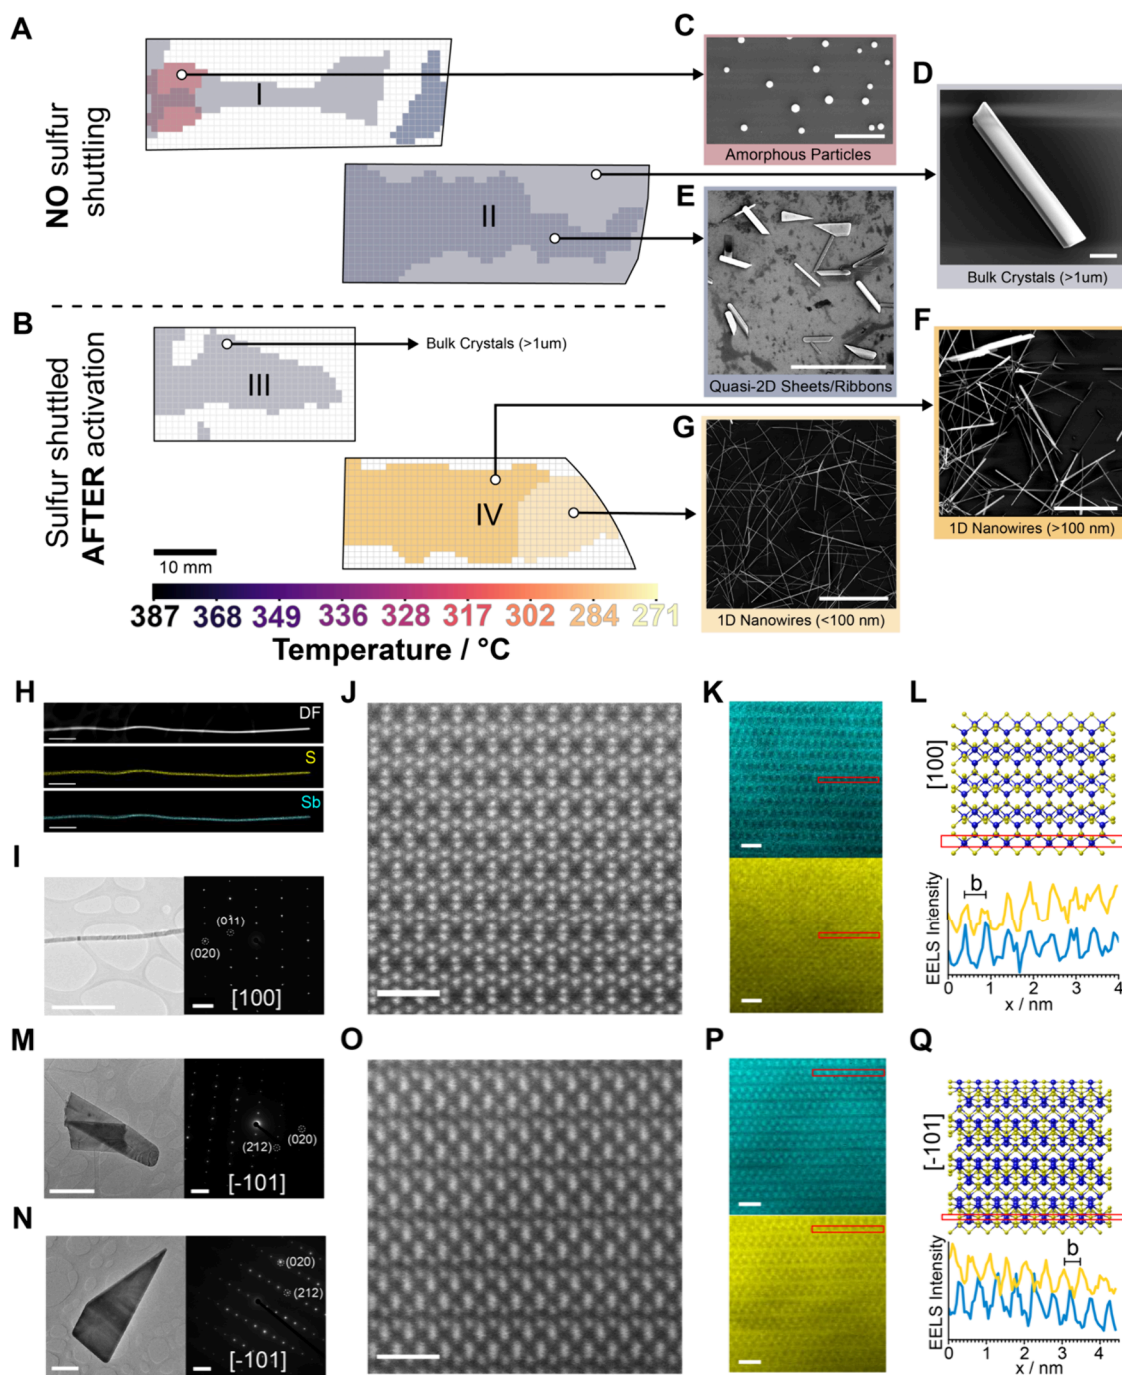 A
NO sulfur
shuttling
I
II
C
Amorphous Particles
D
Bulk Crystals (>1um)
E
Quasi-2D Sheets/Ribbons
B
Sulfur shuttled
AFTER activation
III
Bulk Crystals (>1um)
IV
F
1D Nanowires (>100 nm)
G
1D Nanowires (<100 nm)
10 mm
387 368 349 336 328 317 302 284 271
Temperature / °C
H
DF
S
Sb
I
(011)
(020)
[100]
J
K
L
[100]
EELS Intensity
b
0 1 2 3 4
x / nm
M
(212)
(020)
[-101]
N
(020)
(212)
[-101]
O
P
Q
[-101]
EELS Intensity
b
0 1 2 3 4
x / nm